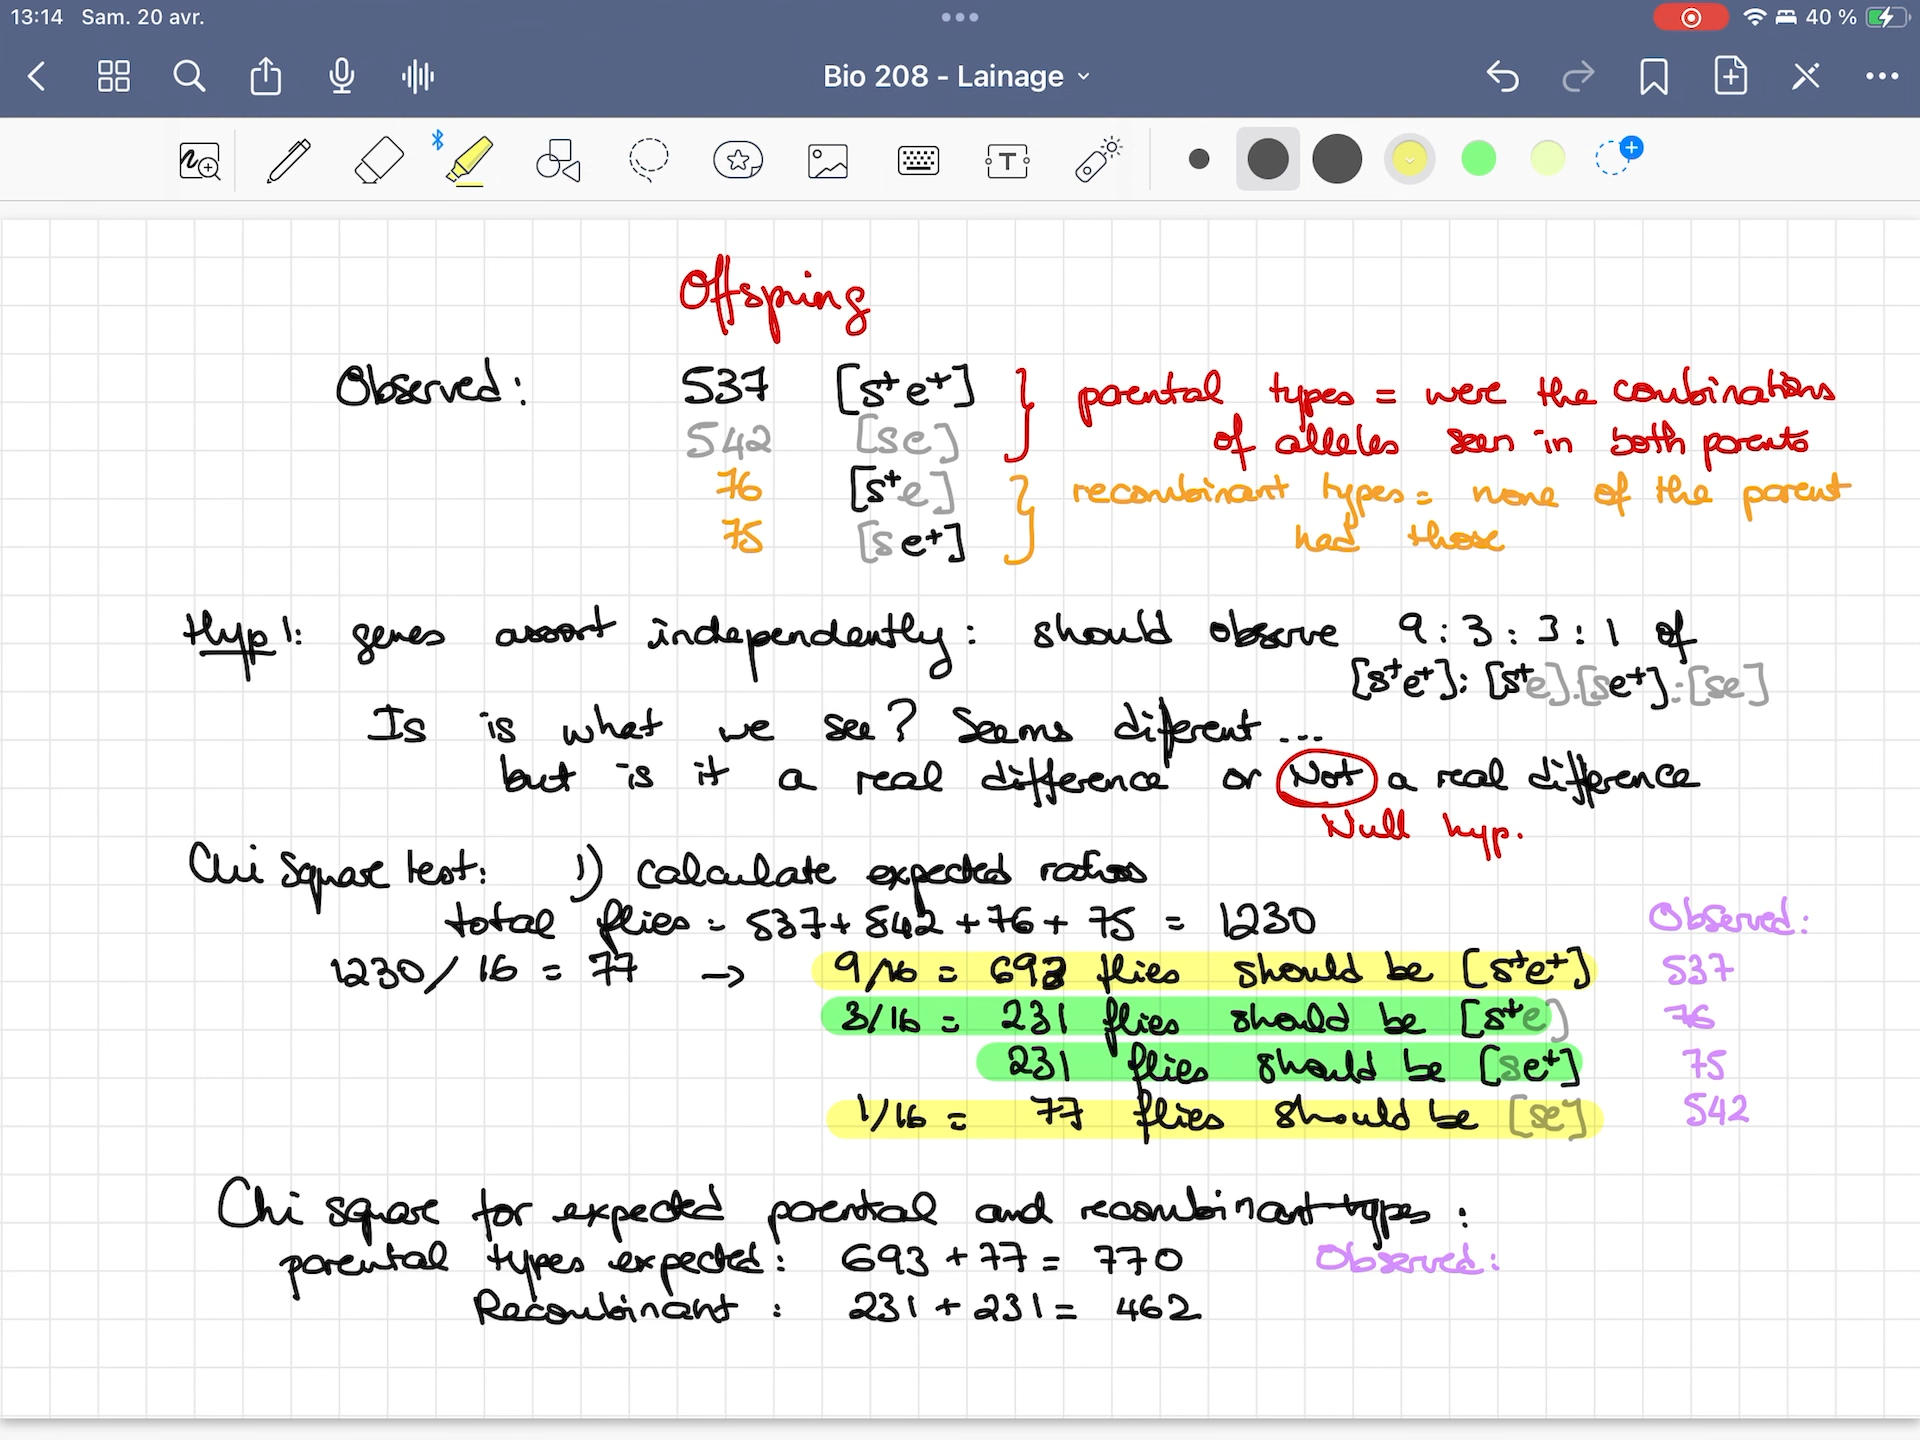 13:14 Sam. 20 avr.
40 %
Bio 208 - Lainage
T
Offspring
Observed: 537 [s⁺e⁺] } parental types = were the combinations
542 [se] of alleles seen in both parents
76 [s⁺e] } recombinant types = none of the parent
75 [se⁺] had those
Hyp 1: genes assort independently: should observe 9:3:3:1 of
[s⁺e⁺]: [s⁺e]:[se⁺]:[se]
Is is what we see? Seems diferent ...
but is it a real difference or Not a real difference
Null hyp.
Chi Square test: 1) calculate expected ratios
total flies = 537 + 542 + 76 + 75 = 1230
Observed:
1230 / 16 = 77 → 9/16 = 693 flies should be [s⁺e⁺] 537
3/16 = 231 flies should be [s⁺e] 76
231 flies should be [se⁺] 75
1/16 = 77 flies should be [se] 542
Chi square for expected parental and recombinant types :
parental types expected: 693 + 77 = 770 Observed:
Recombinant : 231 + 231 = 462